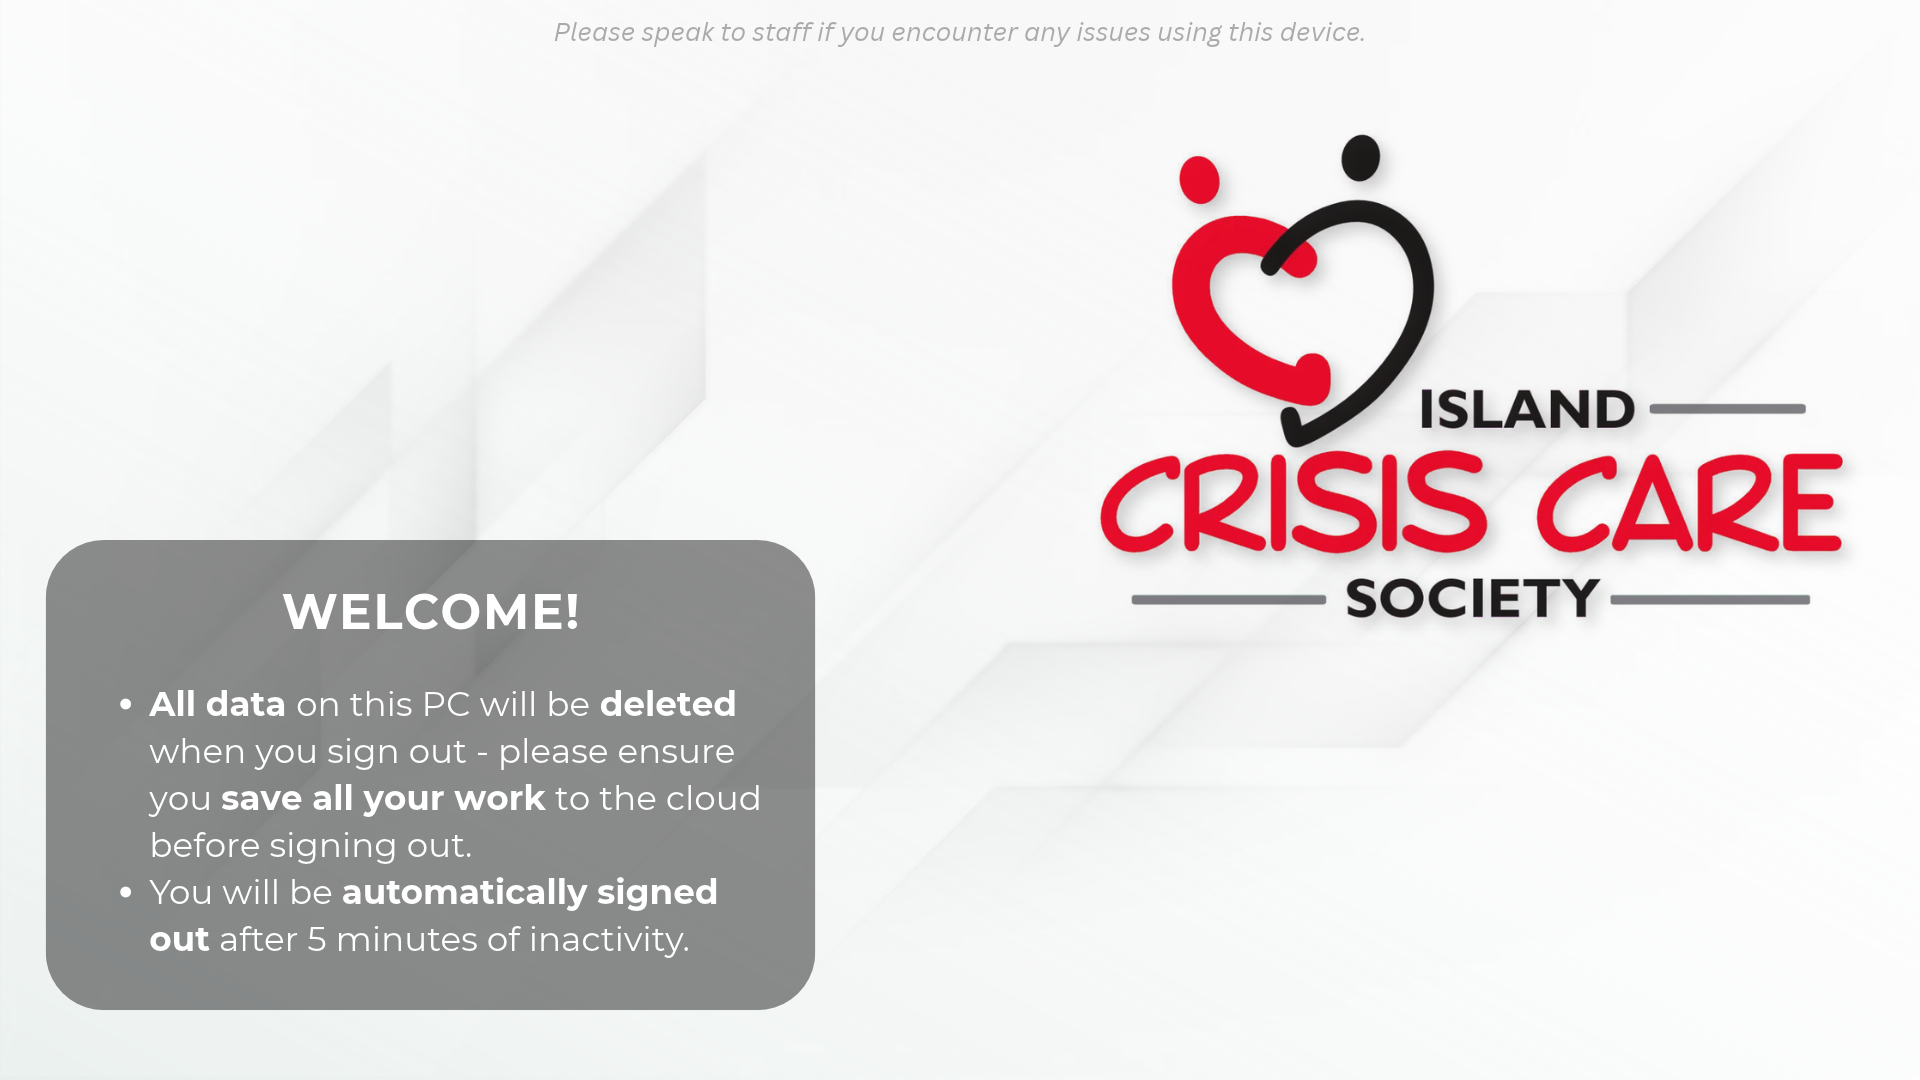 Please speak to staff if you encounter any issues using this device.
ISLAND
CRISIS CARE
SOCIETY
WELCOME!
• All data on this PC will be deleted
when you sign out - please ensure
you save all your work to the cloud
before signing out.
• You will be automatically signed
out after 5 minutes of inactivity.